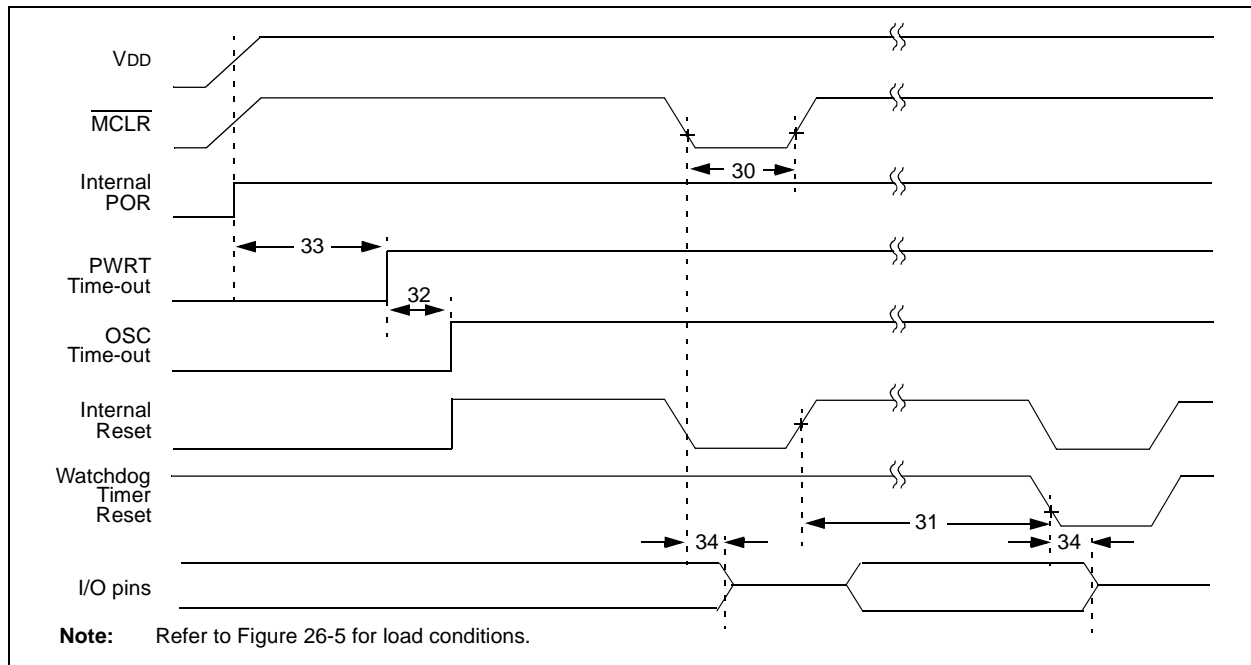 VDD
MCLR
30
Internal
POR
33
PWRT
Time-out
32
OSC
Time-out
Internal
Reset
Watchdog
Timer
Reset
31
34
34
I/O pins
Note: Refer to Figure 26-5 for load conditions.